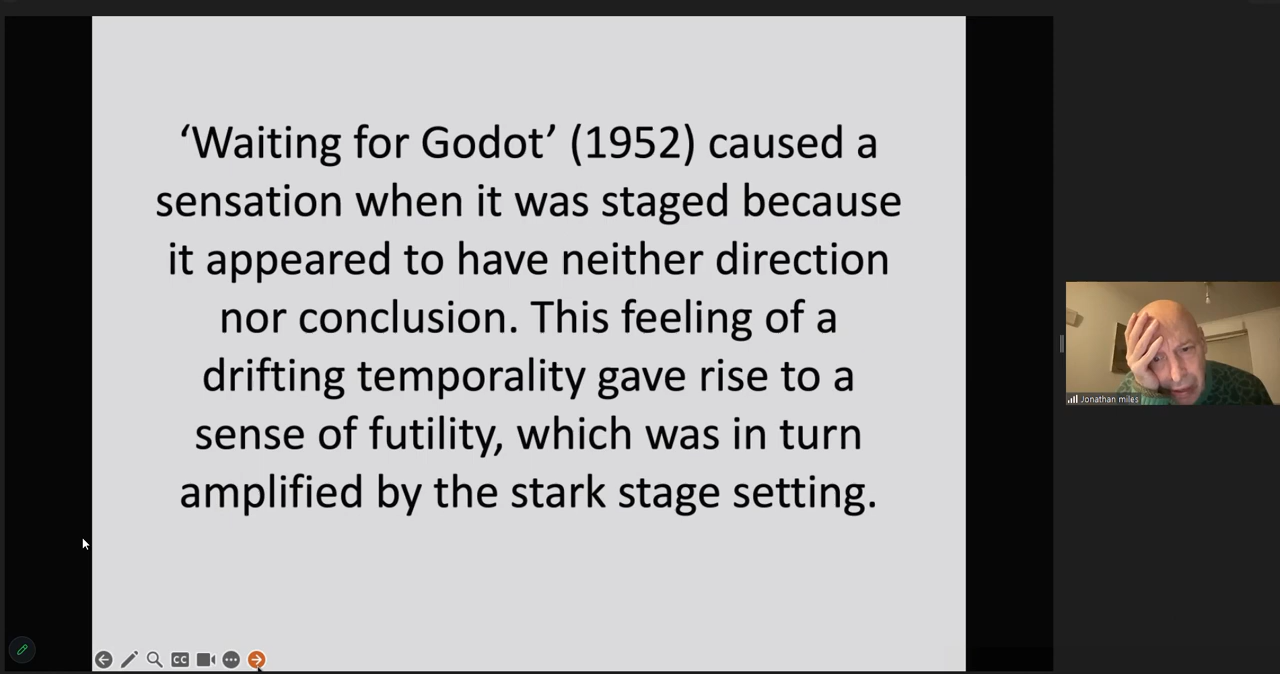 ‘Waiting for Godot’ (1952) caused a
sensation when it was staged because
it appeared to have neither direction
nor conclusion. This feeling of a
drifting temporality gave rise to a
sense of futility, which was in turn
amplified by the stark stage setting.
Jonathan miles
CC